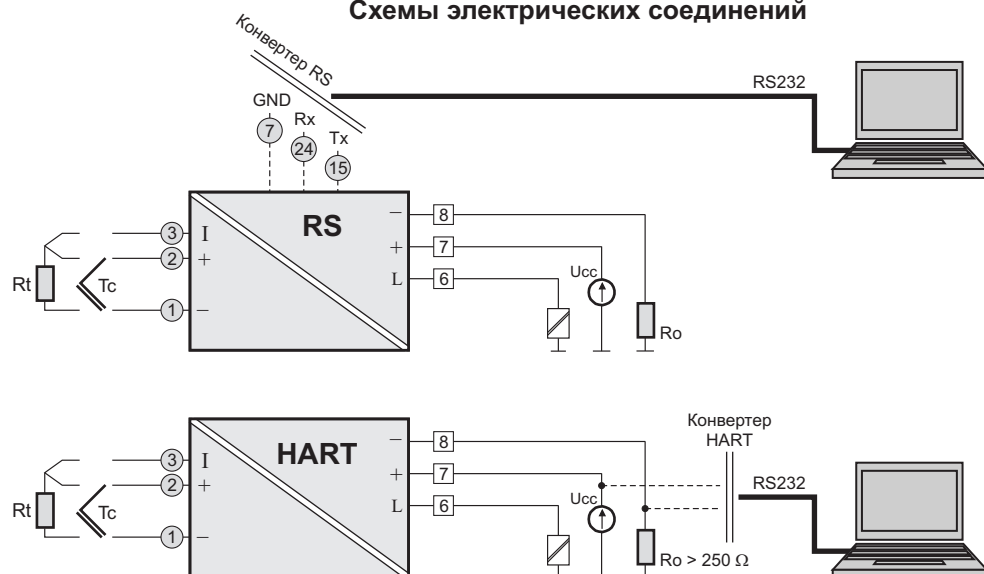 Схемы электрических соединений
Конвертер RS
RS232
GND
7
Rx
24
Tx
15
RS
3
I
2
+
1
–
Rt
Tc
–
8
+
7
L
6
Ucc
Ro
HART
3
I
2
+
1
–
Rt
Tc
–
8
+
7
L
6
Ucc
Ro > 250 Ω
Конвертер
HART
RS232